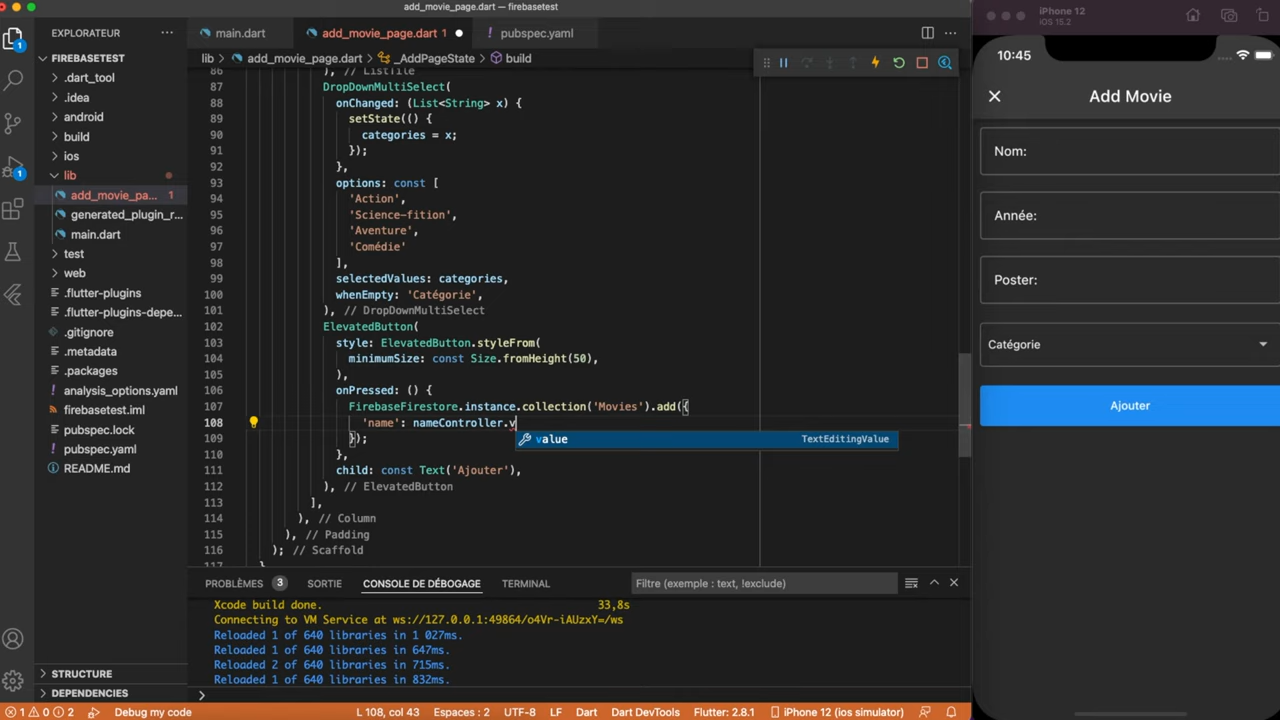 add_movie_page.dart — firebasetest
EXPLORATEUR
FIREBASETEST
.dart_tool
.idea
android
build
ios
lib
add_movie_pa... 1
generated_plugin_r...
main.dart
test
web
.flutter-plugins
.flutter-plugins-depe...
.gitignore
.metadata
.packages
analysis_options.yaml
firebasetest.iml
pubspec.lock
pubspec.yaml
README.md
STRUCTURE
DEPENDENCIES
1
1
main.dart
add_movie_page.dart 1
pubspec.yaml
lib > add_movie_page.dart > _AddPageState > build
86 ), // ListTile
87 DropDownMultiSelect(
88 onChanged: (List<String> x) {
89 setState(() {
90 categories = x;
91 });
92 },
93 options: const [
94 'Action',
95 'Science-fition',
96 'Aventure',
97 'Comédie'
98 ],
99 selectedValues: categories,
100 whenEmpty: 'Catégorie',
101 ), // DropDownMultiSelect
102 ElevatedButton(
103 style: ElevatedButton.styleFrom(
104 minimumSize: const Size.fromHeight(50),
105 ),
106 onPressed: () {
107 FirebaseFirestore.instance.collection('Movies').add({
108 'name': nameController.v
109 });
110 },
111 child: const Text('Ajouter'),
112 ), // ElevatedButton
113 ],
114 ), // Column
115 ), // Padding
116 ); // Scaffold
117 }
value TextEditingValue
PROBLÈMES 3 SORTIE CONSOLE DE DÉBOGAGE TERMINAL
Filtre (exemple : text, !exclude)
Xcode build done. 33,8s
Connecting to VM Service at ws://127.0.0.1:49864/o4Vr-iAUzxY=/ws
Reloaded 1 of 640 libraries in 1 027ms.
Reloaded 1 of 640 libraries in 647ms.
Reloaded 2 of 640 libraries in 715ms.
Reloaded 1 of 640 libraries in 832ms.
1 0 2 Debug my code L 108, col 43 Espaces : 2 UTF-8 LF Dart Dart DevTools Flutter: 2.8.1 iPhone 12 (ios simulator)
iPhone 12
iOS 15.2
10:45
Add Movie
Nom:
Année:
Poster:
Catégorie
Ajouter